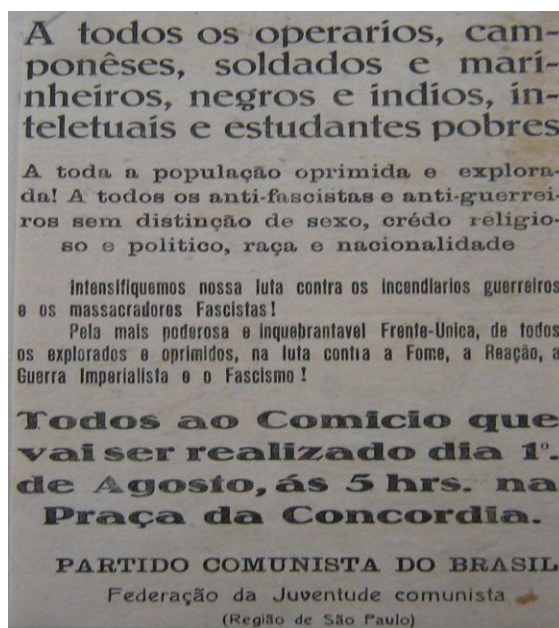 A todos os operarios, cam-
ponêses, soldados e mari-
nheiros, negros e indios, in-
teletuais e estudantes pobres
A toda a população oprimida e explora-
da! A todos os anti-fascistas e anti-guerrei-
ros sem distinção de sexo, crédo religio-
so e politico, raça e nacionalidade
Intensifiquemos nossa luta contra os incendiarios guerreiros
e os massacradores Fascistas!
Pela mais poderosa e inquebrantavel Frente-Unica, de todos
os explorados e oprimidos, na luta contra a Fome, a Reação, a
Guerra Imperialista e o Fascismo!
Todos ao Comicio que
vai ser realizado dia 1º.
de Agosto, ás 5 hrs. na
Praça da Concordia.
PARTIDO COMUNISTA DO BRASIL
Federação da Juventude comunista
(Região de São Paulo)